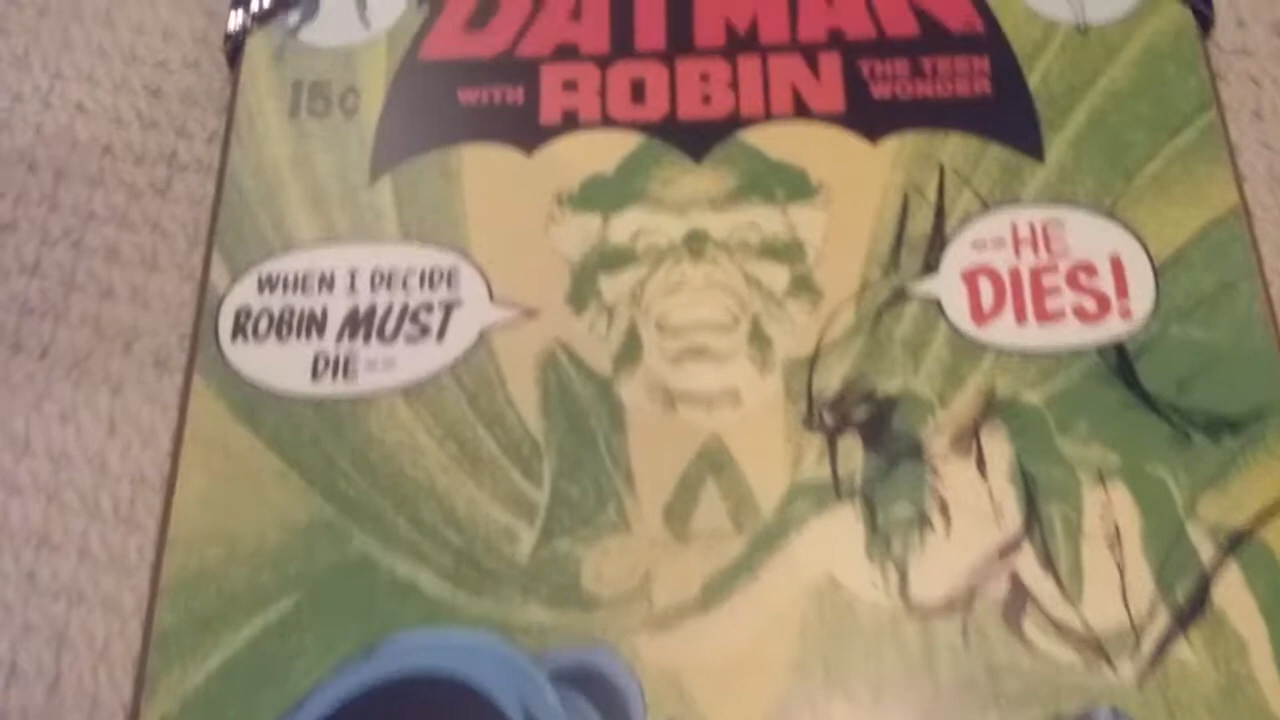 BATMAN
WITH ROBIN THE TEEN
WONDER
15¢
WHEN I DECIDE
ROBIN MUST
DIE--
--HE
DIES!